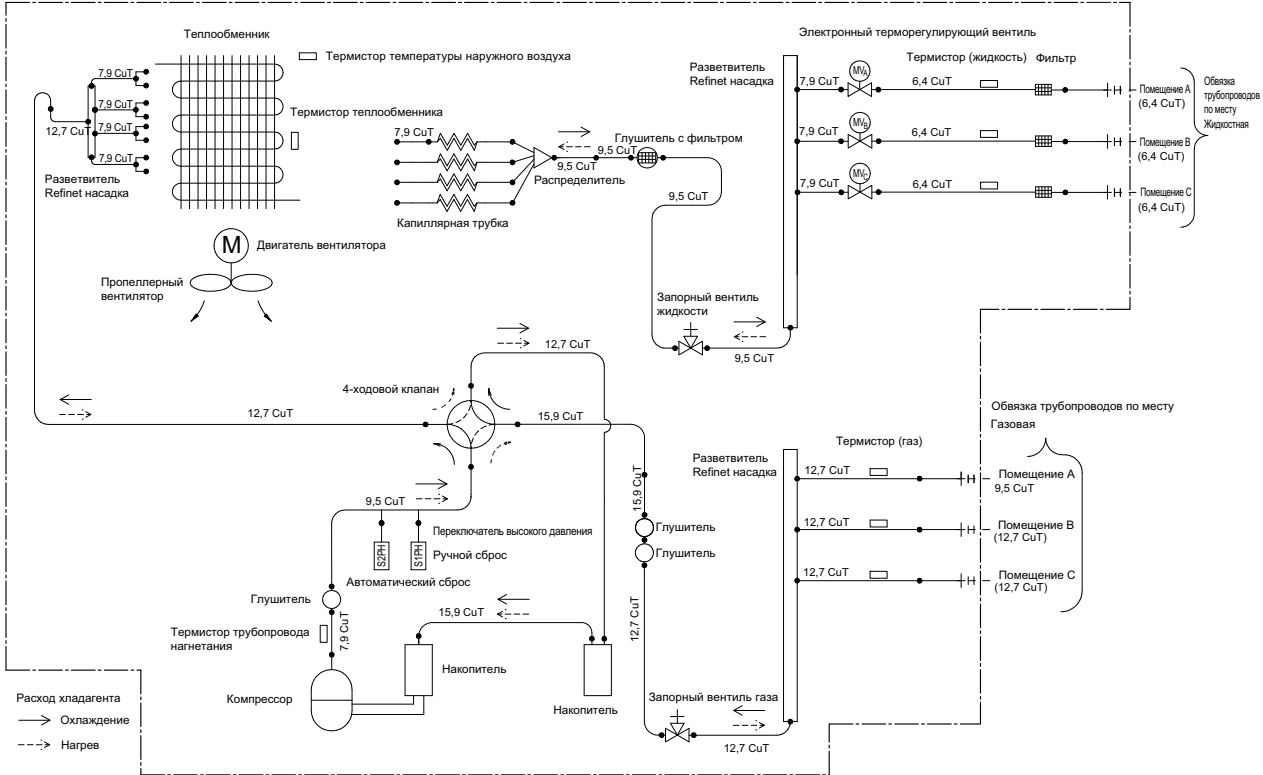 Теплообменник
Термистор температуры наружного воздуха
7,9 CuT
7,9 CuT
7,9 CuT
7,9 CuT
12,7 CuT
Разветвитель
Refinet насадка
Термистор теплообменника
7,9 CuT
Капиллярная трубка
Распределитель
9,5 CuT
9,5 CuT
Глушитель с фильтром
9,5 CuT
M
Двигатель вентилятора
Пропеллерный
вентилятор
Запорный вентиль
жидкости
9,5 CuT
Электронный терморегулирующий вентиль
Разветвитель
Refinet насадка
Термистор (жидкость)
Фильтр
7,9 CuT
MVA
6,4 CuT
Помещение A
(6,4 CuT)
7,9 CuT
MVB
6,4 CuT
Помещение B
(6,4 CuT)
7,9 CuT
MVC
6,4 CuT
Помещение C
(6,4 CuT)
Обвязка
трубопроводов
по месту
Жидкостная
12,7 CuT
4-ходовой клапан
12,7 CuT
15,9 CuT
15,9 CuT
9,5 CuT
S2PH
S1PH
Переключатель высокого давления
Ручной сброс
Автоматический сброс
Глушитель
Глушитель
Глушитель
7,9 CuT
Термистор трубопровода
нагнетания
Компрессор
15,9 CuT
Накопитель
Накопитель
12,7 CuT
Запорный вентиль газа
12,7 CuT
Разветвитель
Refinet насадка
Термистор (газ)
Обвязка трубопроводов по месту
Газовая
12,7 CuT
Помещение A
9,5 CuT
12,7 CuT
Помещение B
(12,7 CuT)
12,7 CuT
Помещение C
(12,7 CuT)
Расход хладагента
Охлаждение
Нагрев